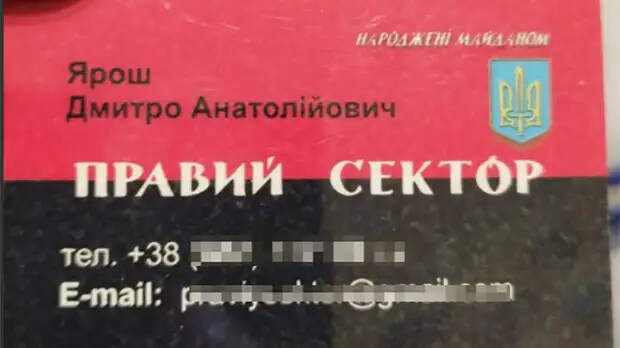 НАРОДЖЕНІ МАЙДАНОМ
Ярош
Дмитро Анатолійович
ПРАВИЙ СЕКТОР
тел. +38
E-mail: